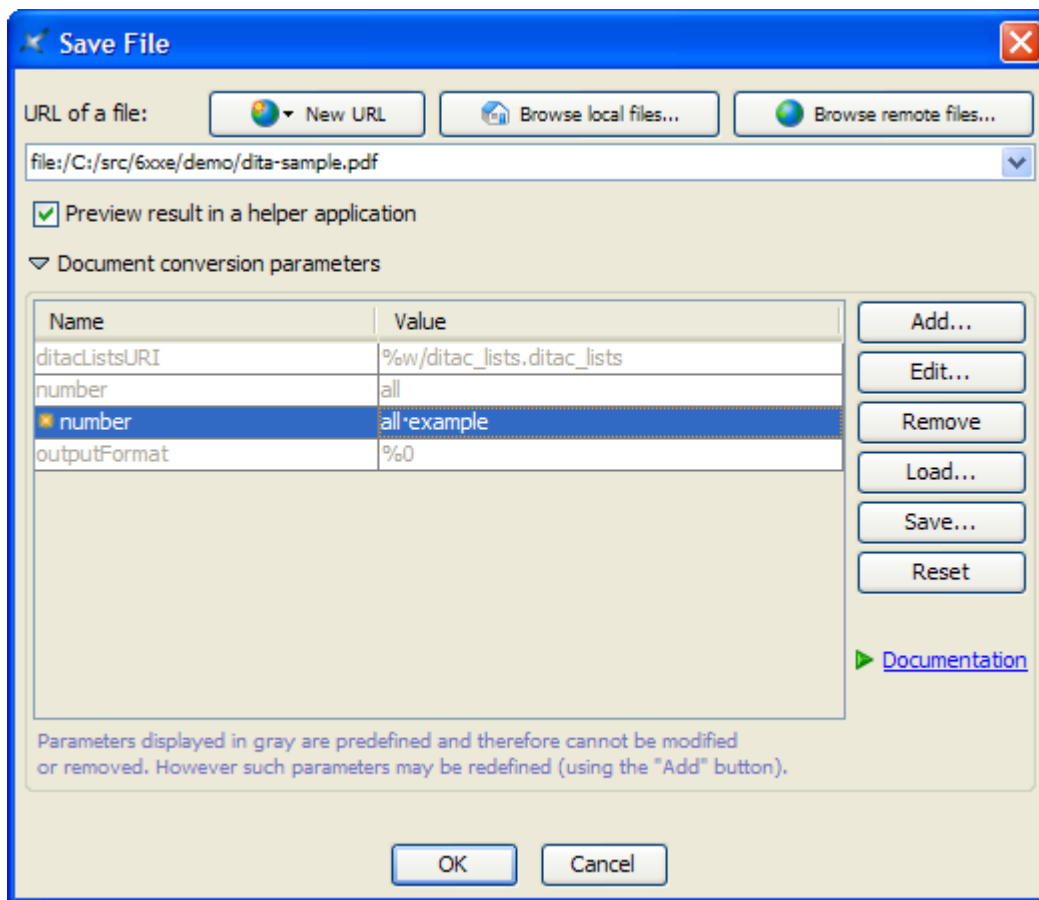 Save File
URL of a file:
New URL
Browse local files...
Browse remote files...
file:/C:/src/6xxe/demo/dita-sample.pdf
Preview result in a helper application
Document conversion parameters
Name Value
ditacListsURI %w/ditac_lists.ditac_lists
number all
number all·example
outputFormat %0
Add...
Edit...
Remove
Load...
Save...
Reset
Documentation
Parameters displayed in gray are predefined and therefore cannot be modified
or removed. However such parameters may be redefined (using the "Add" button).
OK
Cancel